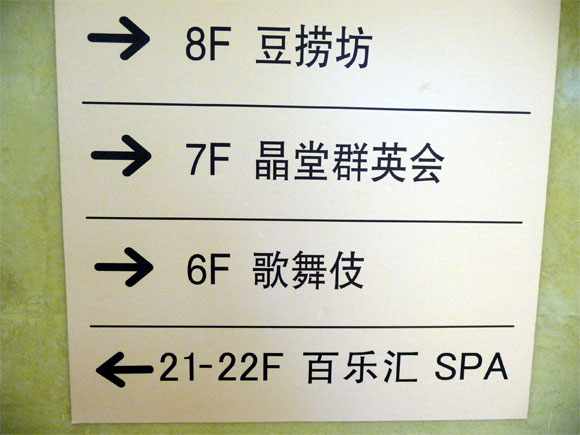 → 8F 豆捞坊
→ 7F 晶堂群英会
→ 6F 歌舞伎
← 21-22F 百乐汇 SPA